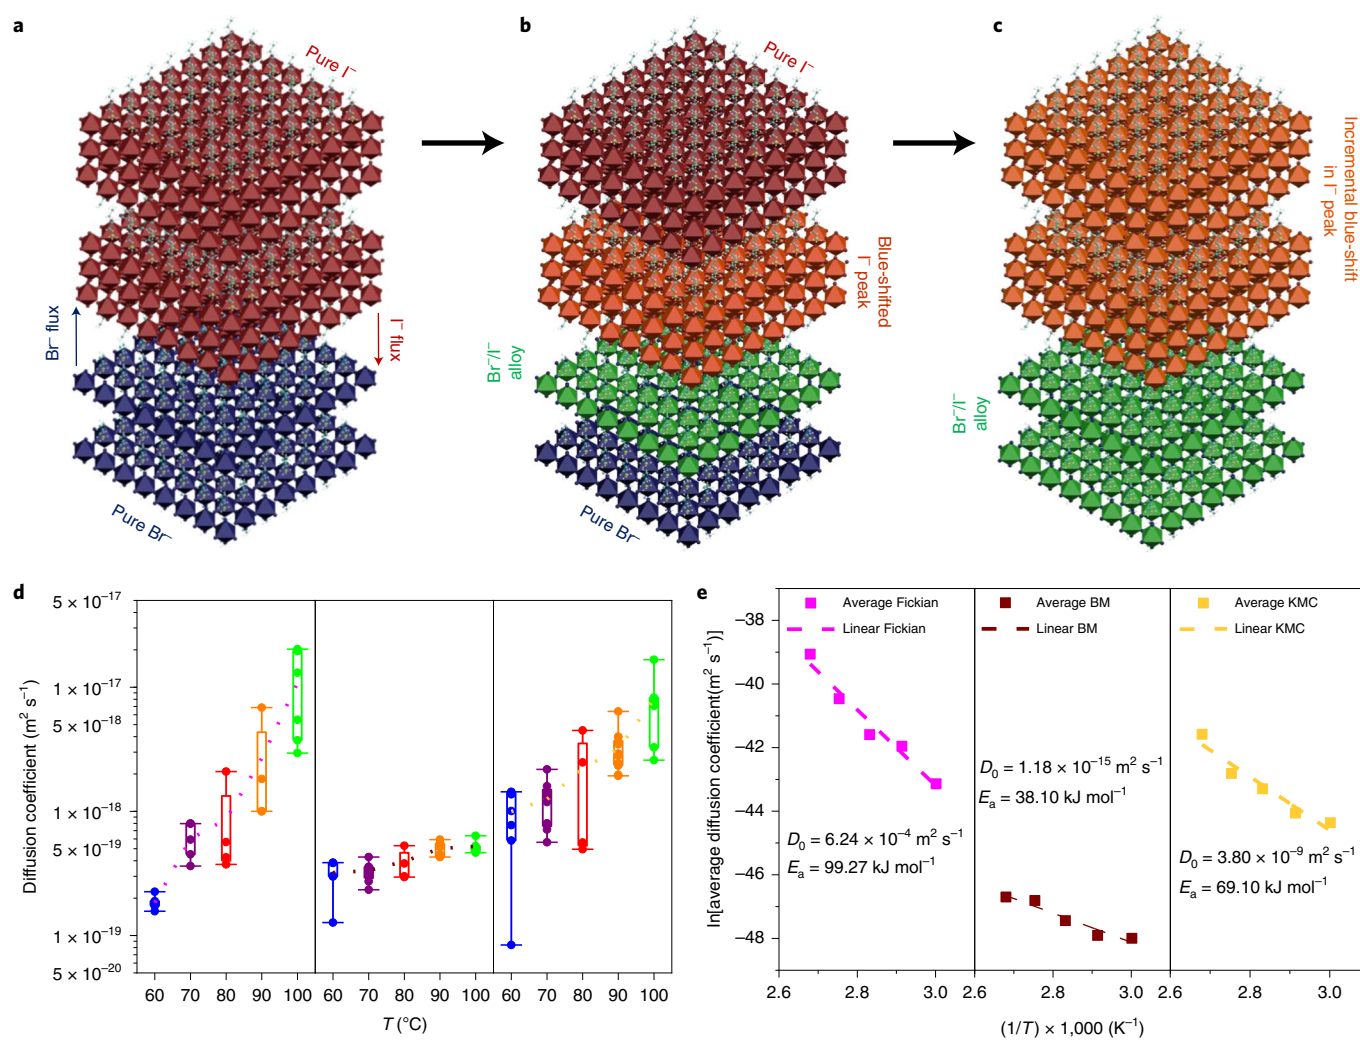 a
b
c
Pure I⁻
Pure I⁻
Br⁻ flux
I⁻ flux
Pure Br⁻
Br⁻/I⁻
alloy
Blue-shifted
I⁻ peak
Pure Br⁻
Br⁻/I⁻
alloy
Incremental blue-shift
in I⁻ peak
d
Diffusion coefficient (m² s⁻¹)
5 × 10⁻¹⁷
1 × 10⁻¹⁷
5 × 10⁻¹⁸
1 × 10⁻¹⁸
5 × 10⁻¹⁹
1 × 10⁻¹⁹
5 × 10⁻²⁰
60 70 80 90 100 60 70 80 90 100 60 70 80 90 100
T (°C)
e
ln[average diffusion coefficient(m² s⁻¹)]
−38
−40
−42
−44
−46
−48
Average Fickian
Linear Fickian
D₀ = 6.24 × 10⁻⁴ m² s⁻¹
Eₐ = 99.27 kJ mol⁻¹
Average BM
Linear BM
D₀ = 1.18 × 10⁻¹⁵ m² s⁻¹
Eₐ = 38.10 kJ mol⁻¹
Average KMC
Linear KMC
D₀ = 3.80 × 10⁻⁹ m² s⁻¹
Eₐ = 69.10 kJ mol⁻¹
2.6 2.8 3.0 2.6 2.8 3.0 2.6 2.8 3.0
(1/T) × 1,000 (K⁻¹)